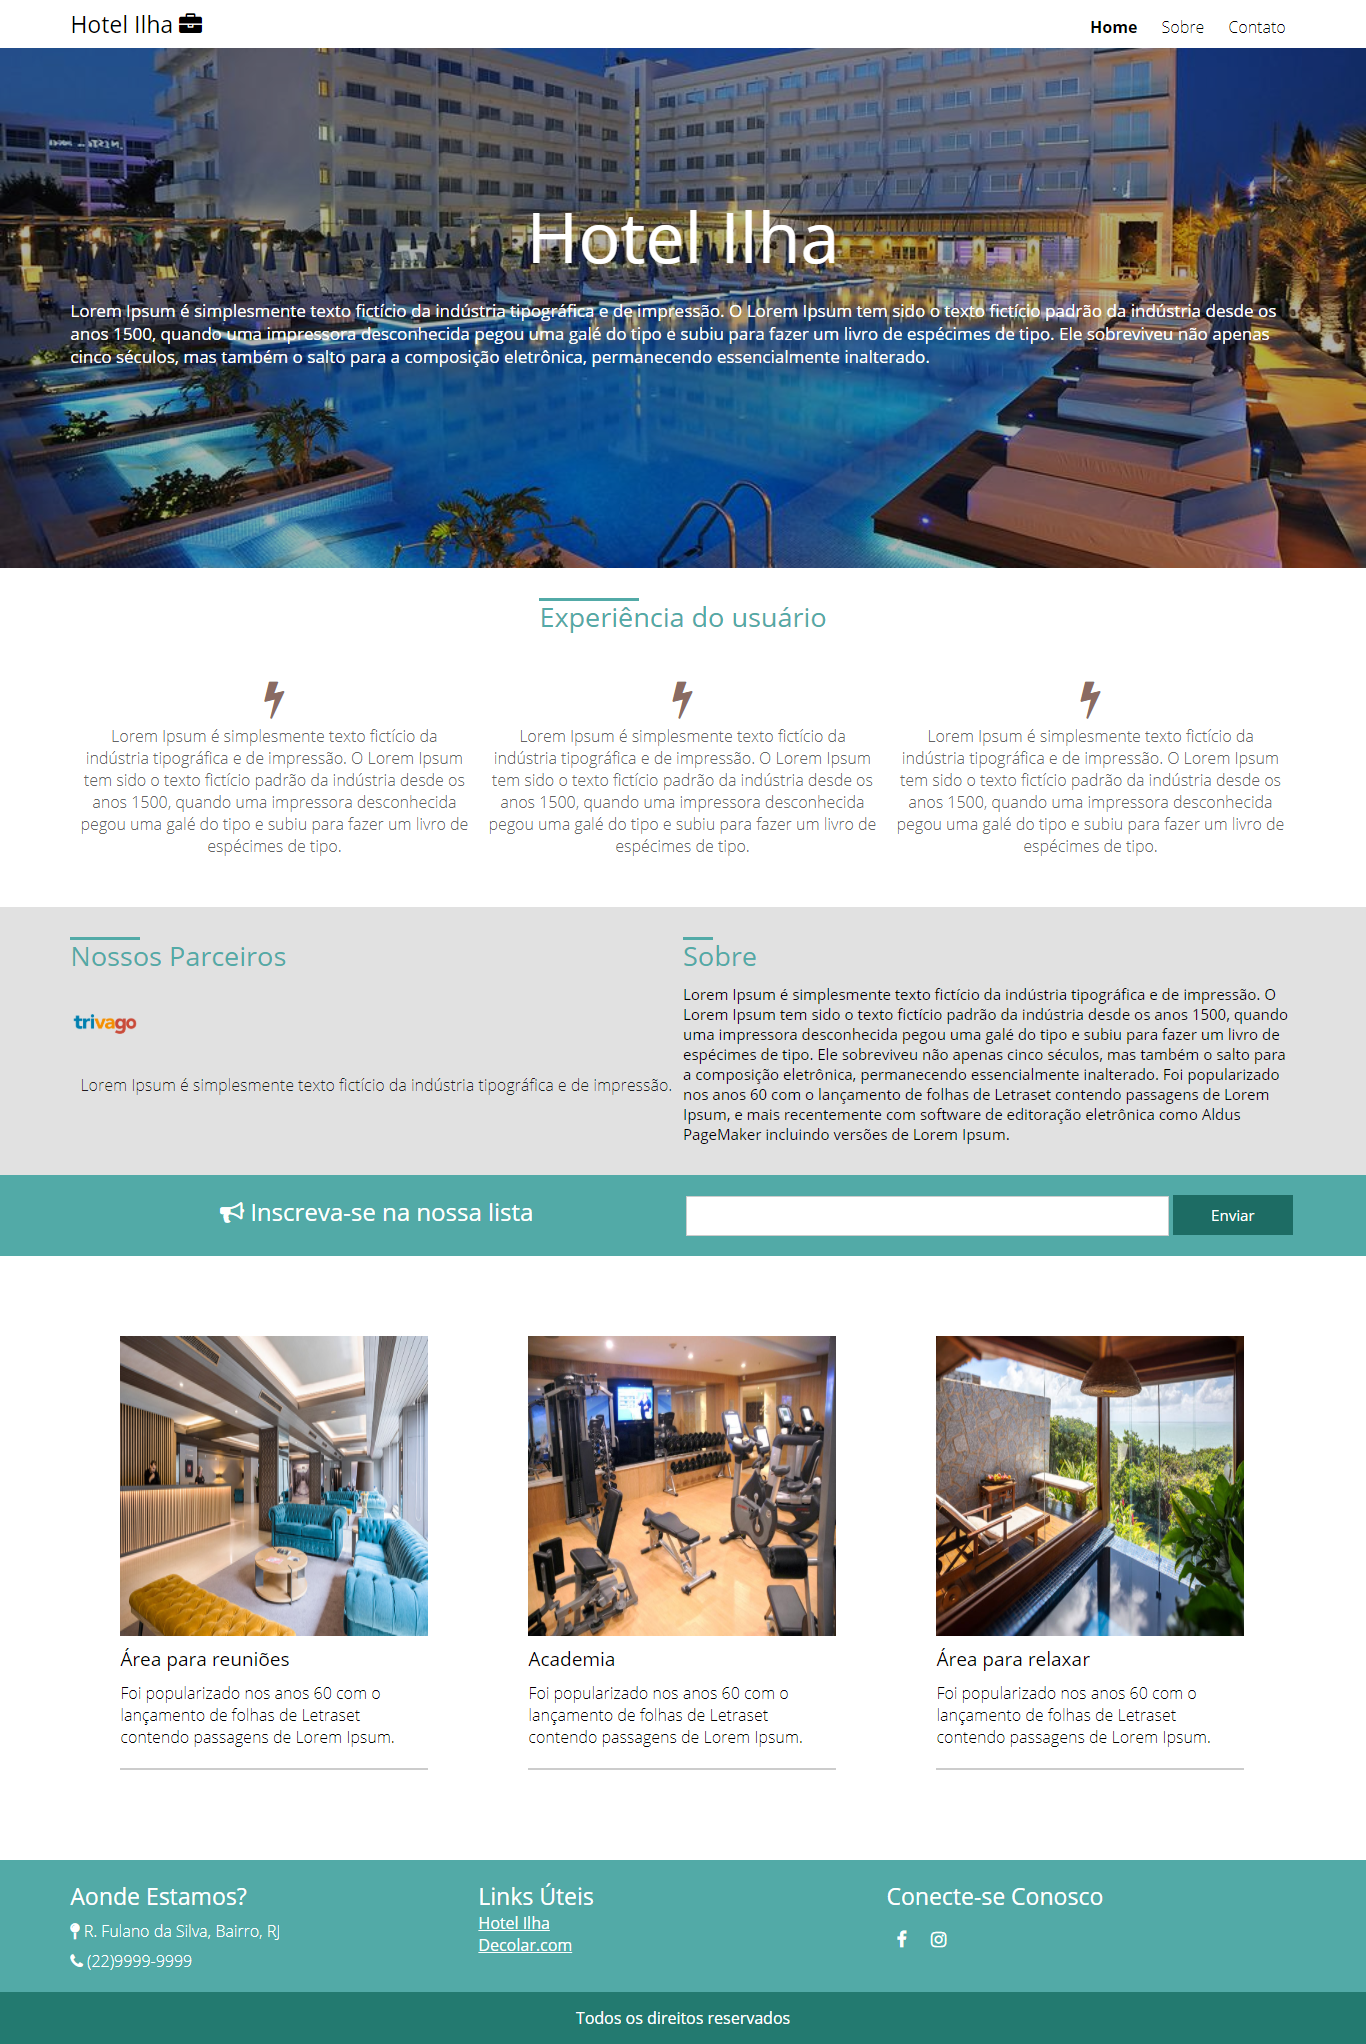 Hotel Ilha
Home Sobre Contato
Hotel Ilha
Lorem Ipsum é simplesmente texto fictício da indústria tipográfica e de impressão. O Lorem Ipsum tem sido o texto fictício padrão da indústria desde os
anos 1500, quando uma impressora desconhecida pegou uma galé do tipo e subiu para fazer um livro de espécimes de tipo. Ele sobreviveu não apenas
cinco séculos, mas também o salto para a composição eletrônica, permanecendo essencialmente inalterado.
Experiência do usuário
Lorem Ipsum é simplesmente texto fictício da
indústria tipográfica e de impressão. O Lorem Ipsum
tem sido o texto fictício padrão da indústria desde os
anos 1500, quando uma impressora desconhecida
pegou uma galé do tipo e subiu para fazer um livro de
espécimes de tipo.
Lorem Ipsum é simplesmente texto fictício da
indústria tipográfica e de impressão. O Lorem Ipsum
tem sido o texto fictício padrão da indústria desde os
anos 1500, quando uma impressora desconhecida
pegou uma galé do tipo e subiu para fazer um livro de
espécimes de tipo.
Lorem Ipsum é simplesmente texto fictício da
indústria tipográfica e de impressão. O Lorem Ipsum
tem sido o texto fictício padrão da indústria desde os
anos 1500, quando uma impressora desconhecida
pegou uma galé do tipo e subiu para fazer um livro de
espécimes de tipo.
Nossos Parceiros
trivago
Lorem Ipsum é simplesmente texto fictício da indústria tipográfica e de impressão.
Sobre
Lorem Ipsum é simplesmente texto fictício da indústria tipográfica e de impressão. O
Lorem Ipsum tem sido o texto fictício padrão da indústria desde os anos 1500, quando
uma impressora desconhecida pegou uma galé do tipo e subiu para fazer um livro de
espécimes de tipo. Ele sobreviveu não apenas cinco séculos, mas também o salto para
a composição eletrônica, permanecendo essencialmente inalterado. Foi popularizado
nos anos 60 com o lançamento de folhas de Letraset contendo passagens de Lorem
Ipsum, e mais recentemente com software de editoração eletrônica como Aldus
PageMaker incluindo versões de Lorem Ipsum.
Inscreva-se na nossa lista
Enviar
Área para reuniões
Foi popularizado nos anos 60 com o
lançamento de folhas de Letraset
contendo passagens de Lorem Ipsum.
Academia
Foi popularizado nos anos 60 com o
lançamento de folhas de Letraset
contendo passagens de Lorem Ipsum.
Área para relaxar
Foi popularizado nos anos 60 com o
lançamento de folhas de Letraset
contendo passagens de Lorem Ipsum.
Aonde Estamos?
R. Fulano da Silva, Bairro, RJ
(22)9999-9999
Links Úteis
Hotel Ilha
Decolar.com
Conecte-se Conosco
Todos os direitos reservados